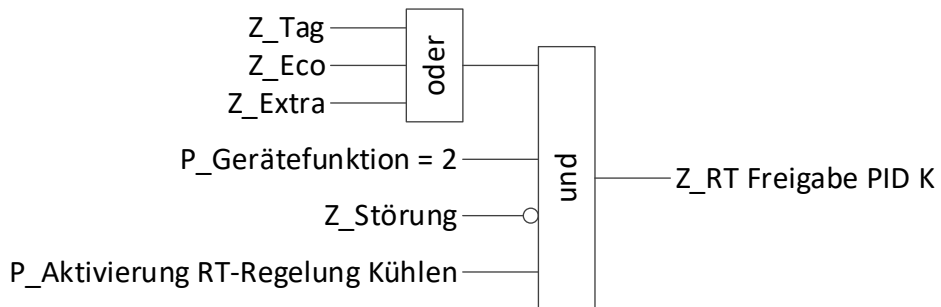 Z_Tag
Z_Eco
Z_Extra
oder
P_Gerätefunktion = 2
Z_Störung
P_Aktivierung RT-Regelung Kühlen
und
Z_RT Freigabe PID K